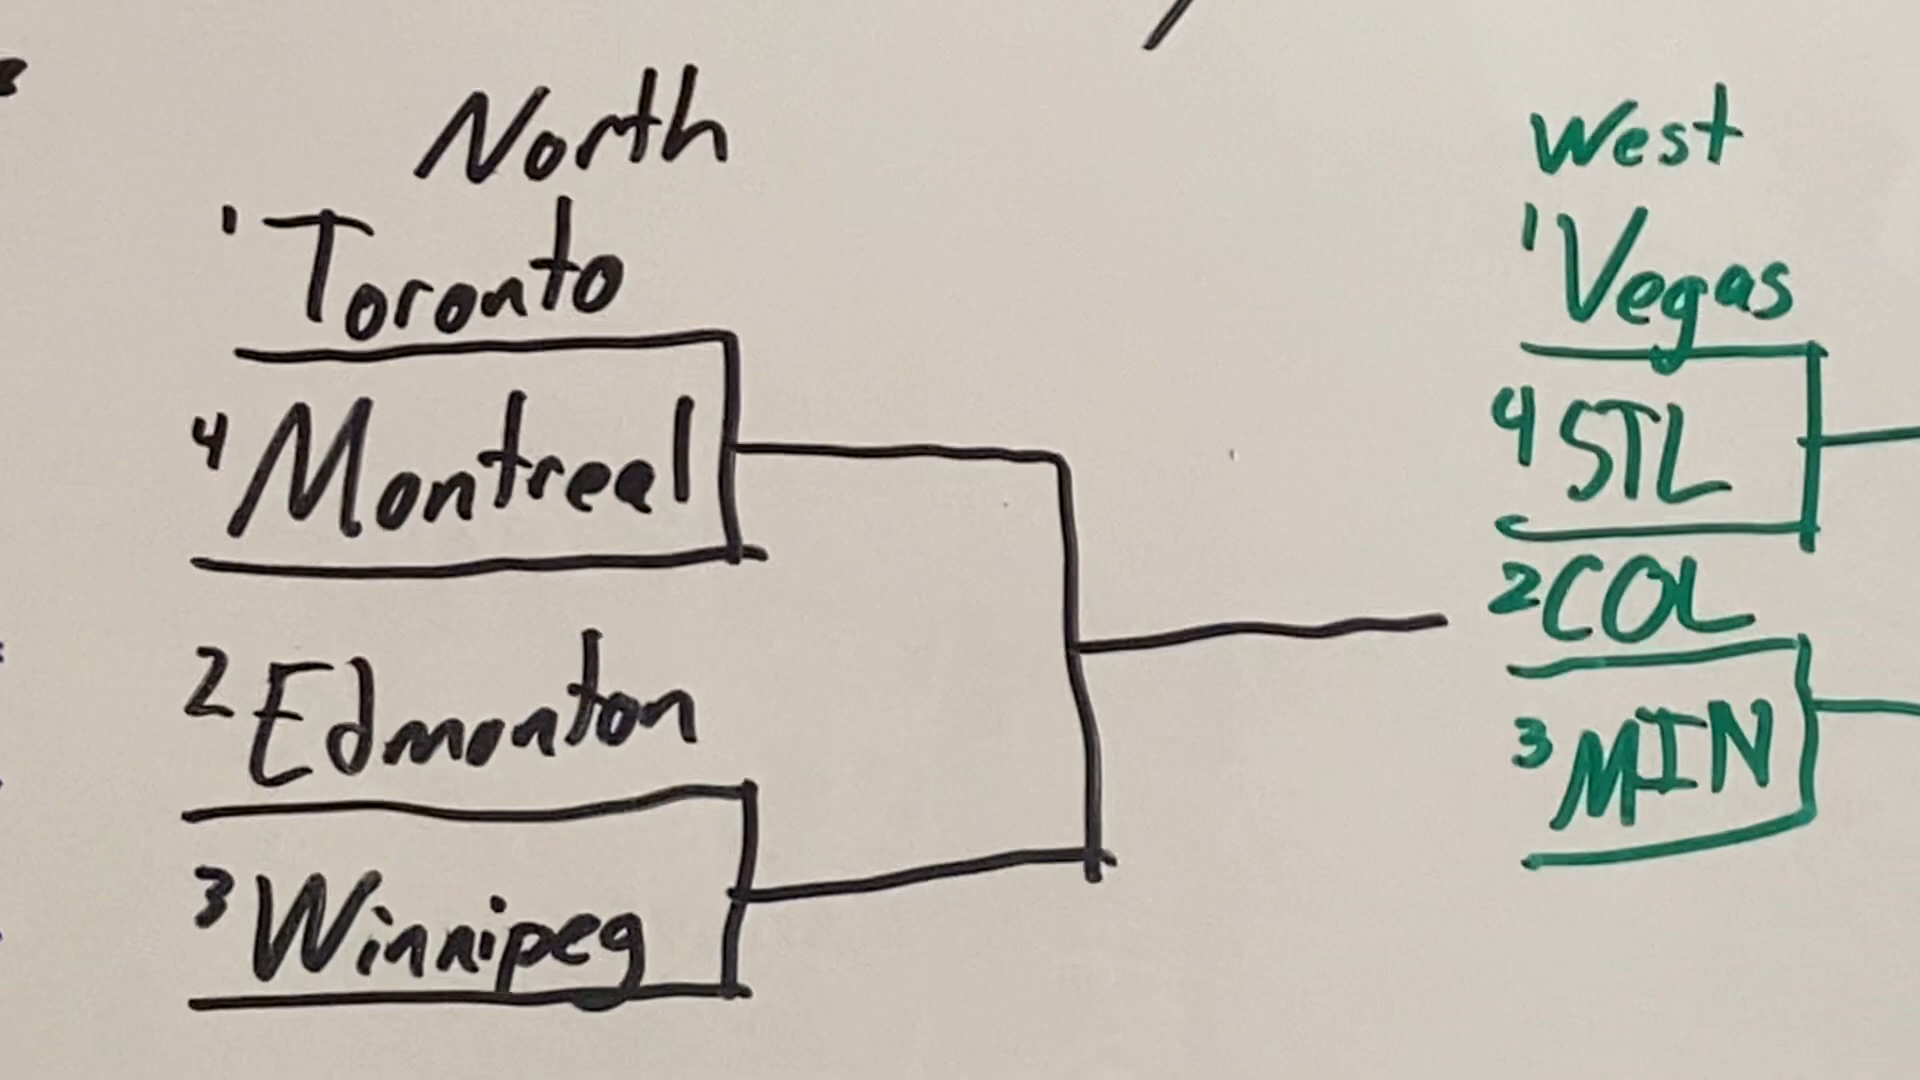 North
1 Toronto
4 Montreal
2 Edmonton
3 Winnipeg
West
1 Vegas
4 STL
2 COL
3 MIN